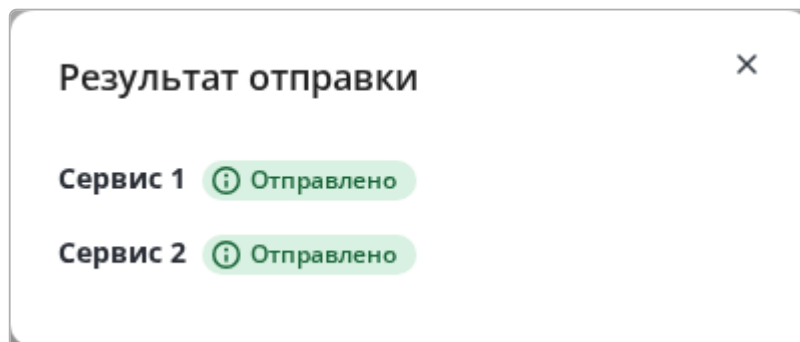 Результат отправки
Сервис 1 Отправлено
Сервис 2 Отправлено